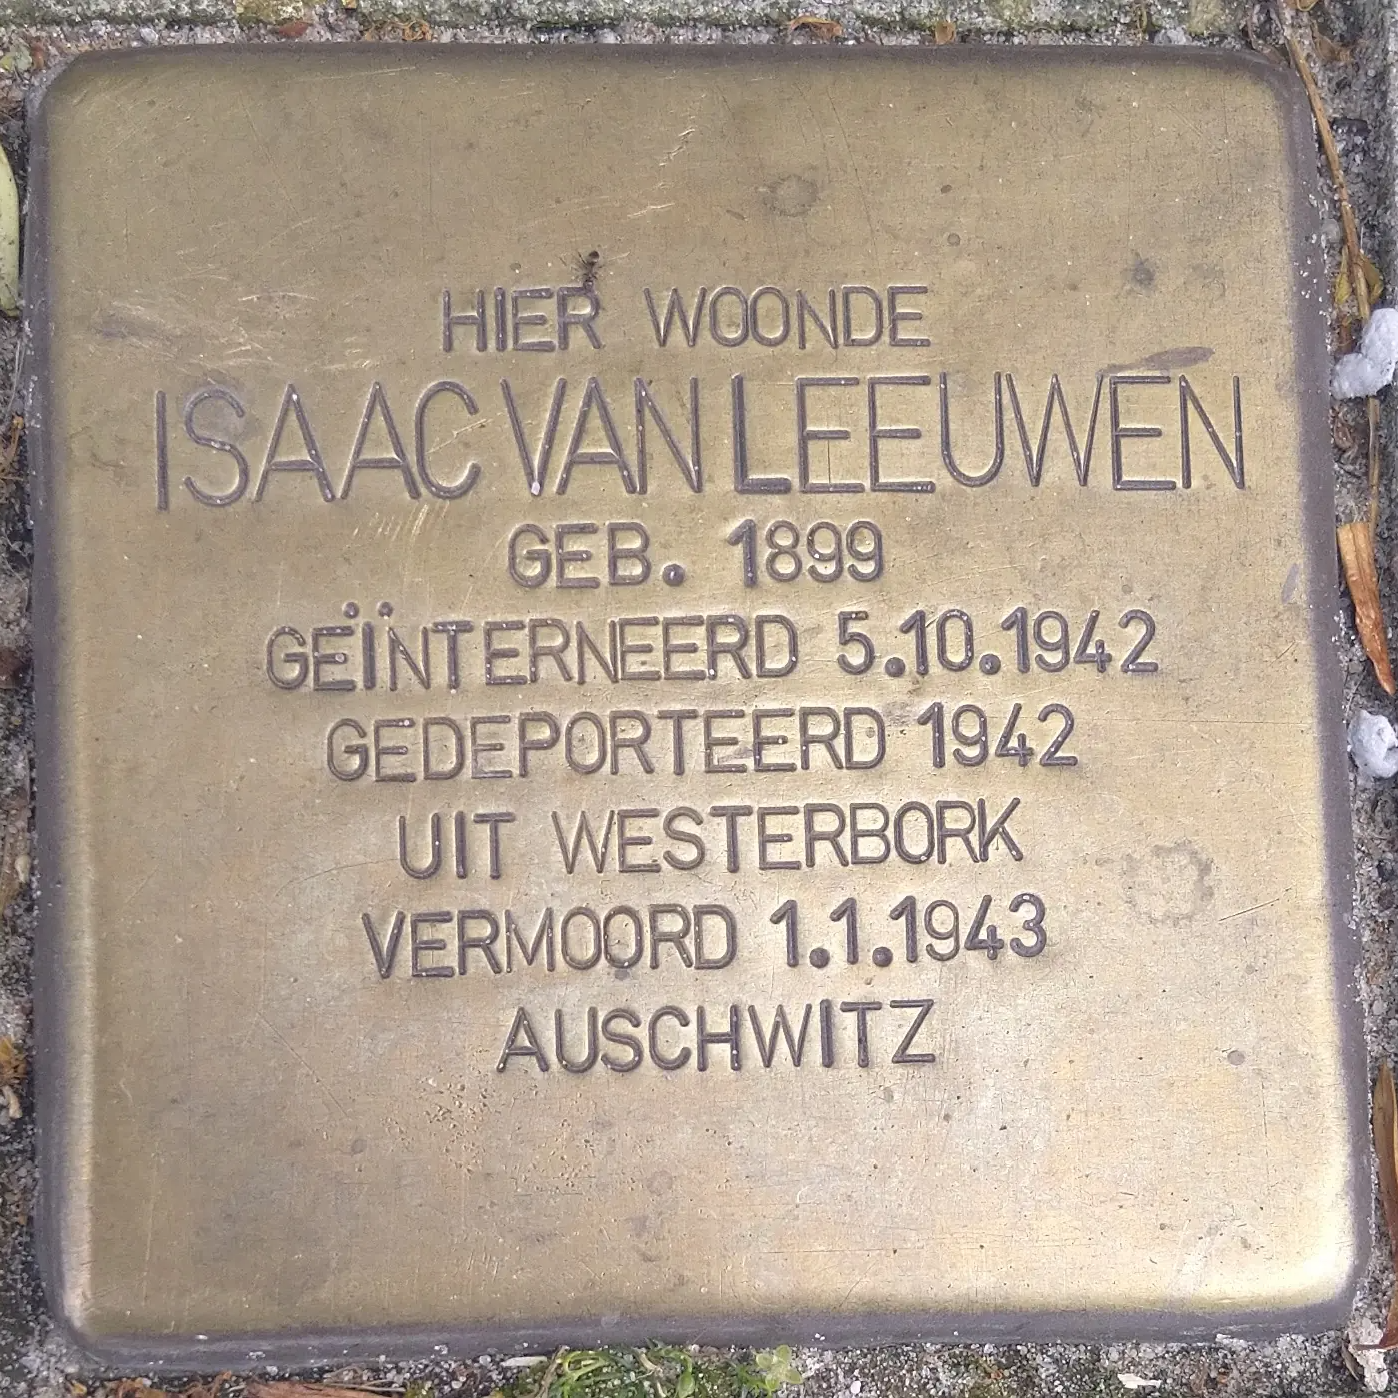 HIER WOONDE
ISAAC VAN LEEUWEN
GEB. 1899
GEÏNTERNEERD 5.10.1942
GEDEPORTEERD 1942
UIT WESTERBORK
VERMOORD 1.1.1943
AUSCHWITZ